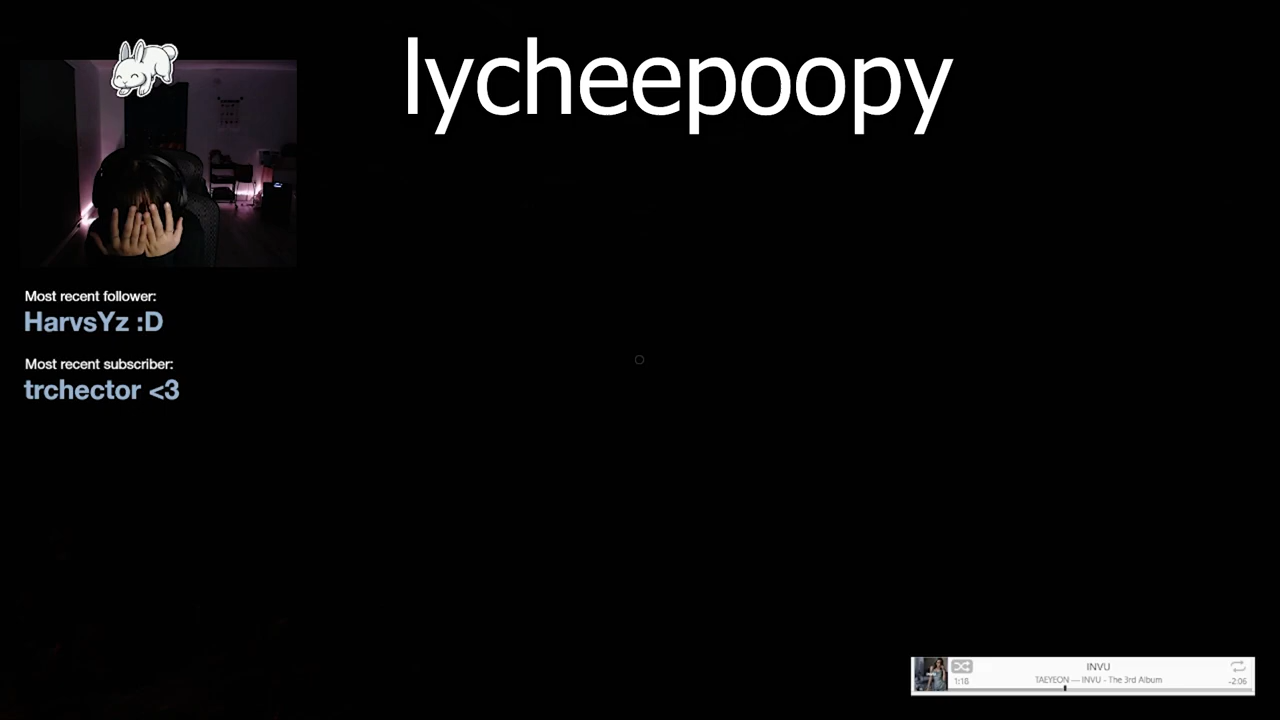 lycheepoopy
Most recent follower:
HarvsYz :D
Most recent subscriber:
trchector <3
INVU
TAEYEON — INVU - The 3rd Album
1:18
-2:06